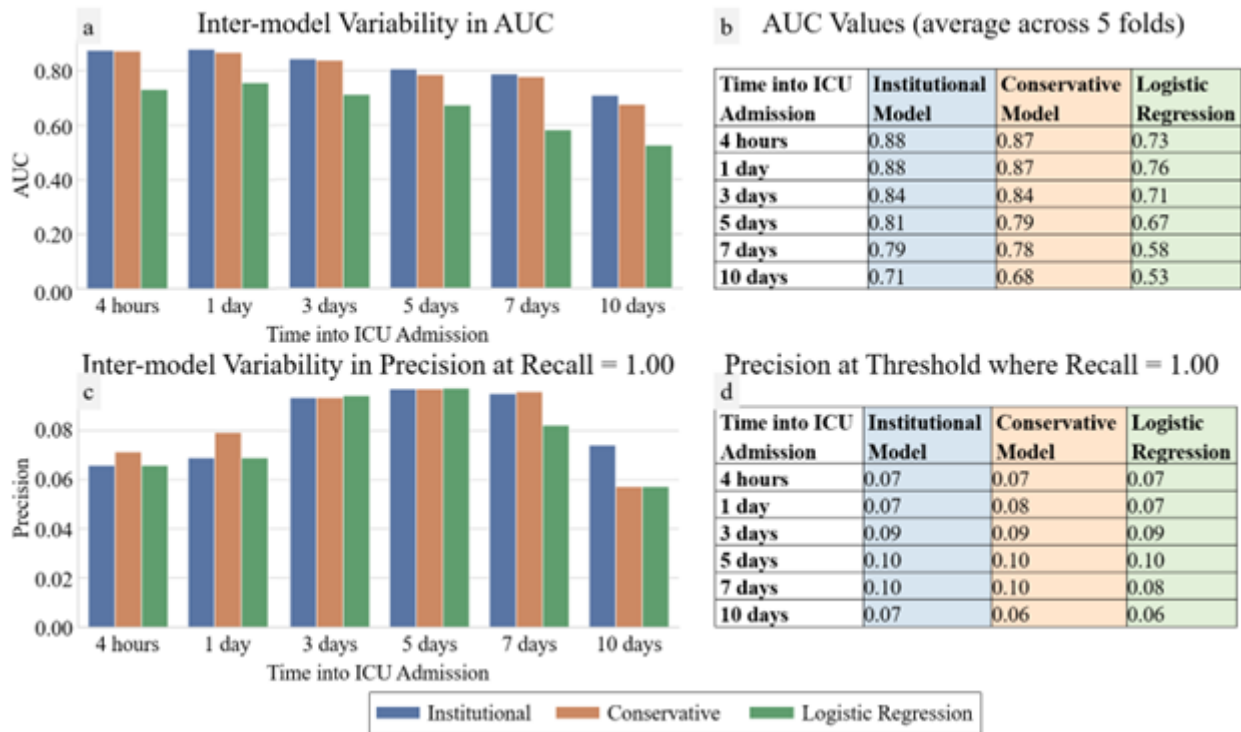 a Inter-model Variability in AUC
0.80
0.60
0.40
0.20
0.00
AUC
4 hours 1 day 3 days 5 days 7 days 10 days
Time into ICU Admission
b AUC Values (average across 5 folds)
Time into ICU Admission Institutional Model Conservative Model Logistic Regression
4 hours 0.88 0.87 0.73
1 day 0.88 0.87 0.76
3 days 0.84 0.84 0.71
5 days 0.81 0.79 0.67
7 days 0.79 0.78 0.58
10 days 0.71 0.68 0.53
Inter-model Variability in Precision at Recall = 1.00
c
0.08
0.06
0.04
0.02
0.00
Precision
4 hours 1 day 3 days 5 days 7 days 10 days
Time into ICU Admission
Precision at Threshold where Recall = 1.00
d
Time into ICU Admission Institutional Model Conservative Model Logistic Regression
4 hours 0.07 0.07 0.07
1 day 0.07 0.08 0.07
3 days 0.09 0.09 0.09
5 days 0.10 0.10 0.10
7 days 0.10 0.10 0.08
10 days 0.07 0.06 0.06
Institutional Conservative Logistic Regression